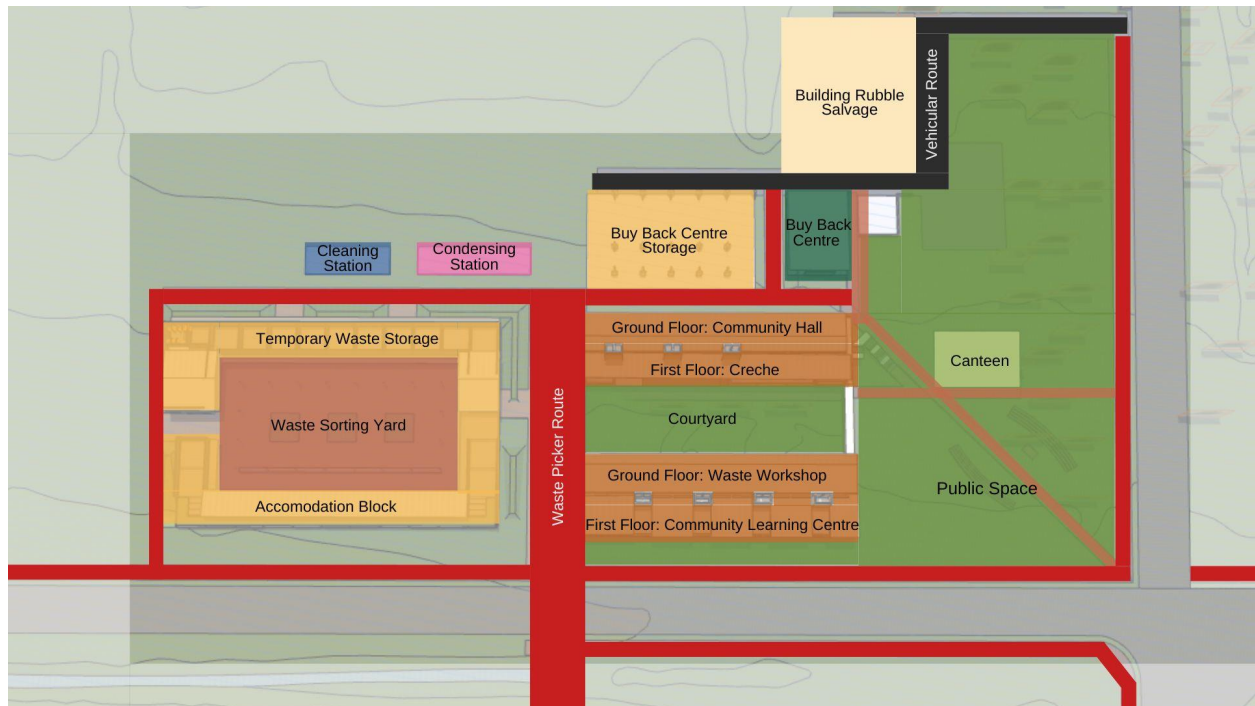 Building Rubble
Salvage
Vehicular Route
Buy Back Centre
Storage
Buy Back
Centre
Cleaning
Station
Condensing
Station
Temporary Waste Storage
Ground Floor: Community Hall
First Floor: Creche
Canteen
Waste Sorting Yard
Waste Picker Route
Courtyard
Ground Floor: Waste Workshop
Public Space
Accomodation Block
First Floor: Community Learning Centre